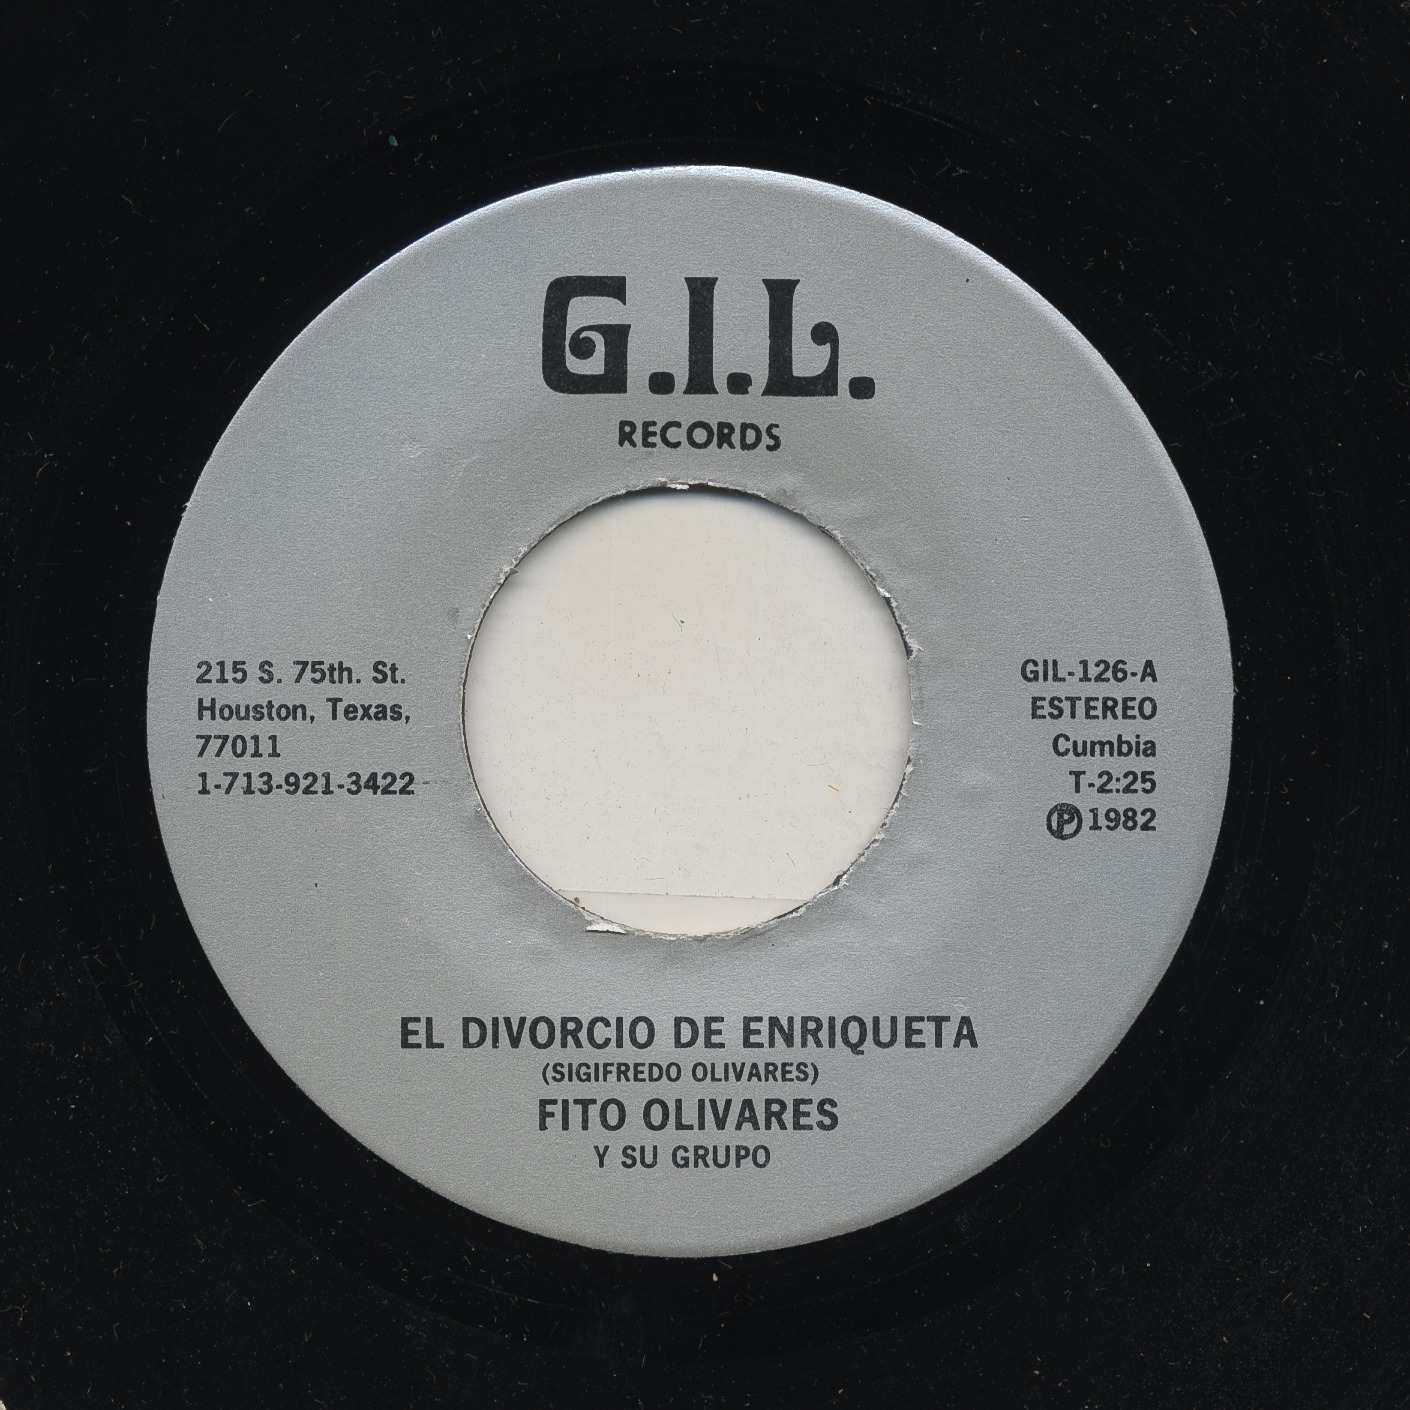 G.I.L.
RECORDS
215 S. 75th. St.
Houston, Texas,
77011
1-713-921-3422
GIL-126-A
ESTEREO
Cumbia
T-2:25
Ⓟ1982
EL DIVORCIO DE ENRIQUETA
(SIGIFREDO OLIVARES)
FITO OLIVARES
Y SU GRUPO